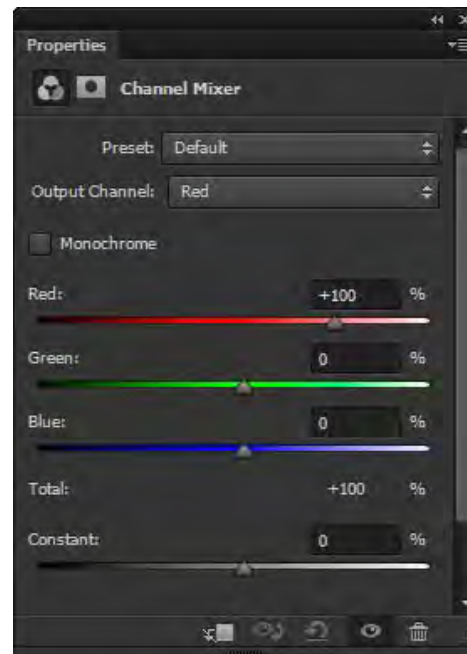 Properties
Channel Mixer
Preset: Default
Output Channel: Red
Monochrome
Red: +100 %
Green: 0 %
Blue: 0 %
Total: +100 %
Constant: 0 %